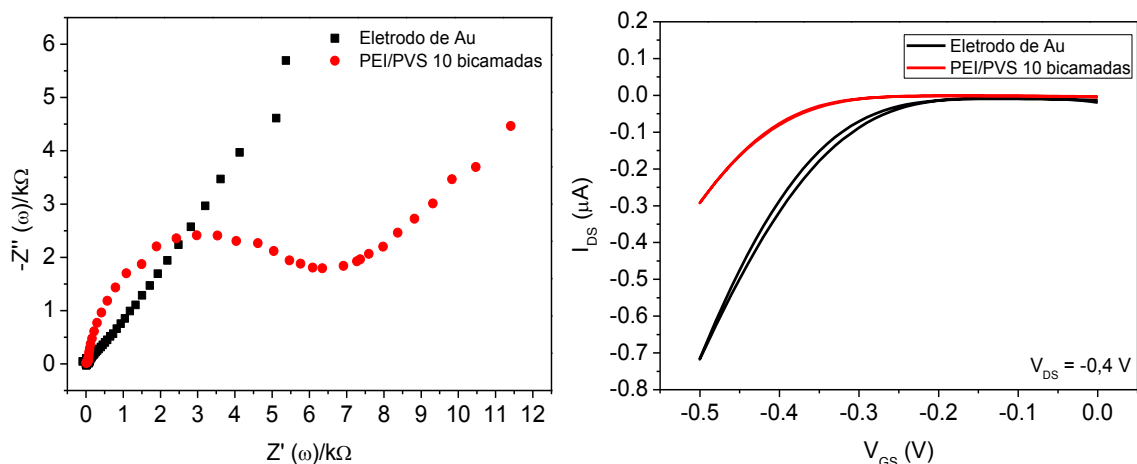 Eletrodo de Au
PEI/PVS 10 bicamadas
-Z'' (ω)/kΩ
6
5
4
3
2
1
0
0 1 2 3 4 5 6 7 8 9 10 11 12
Z' (ω)/kΩ
Eletrodo de Au
PEI/PVS 10 bicamadas
I_DS (µA)
0.2
0.1
0.0
-0.1
-0.2
-0.3
-0.4
-0.5
-0.6
-0.7
-0.8
V_DS = -0,4 V
-0.5 -0.4 -0.3 -0.2 -0.1 0.0
V_GS (V)